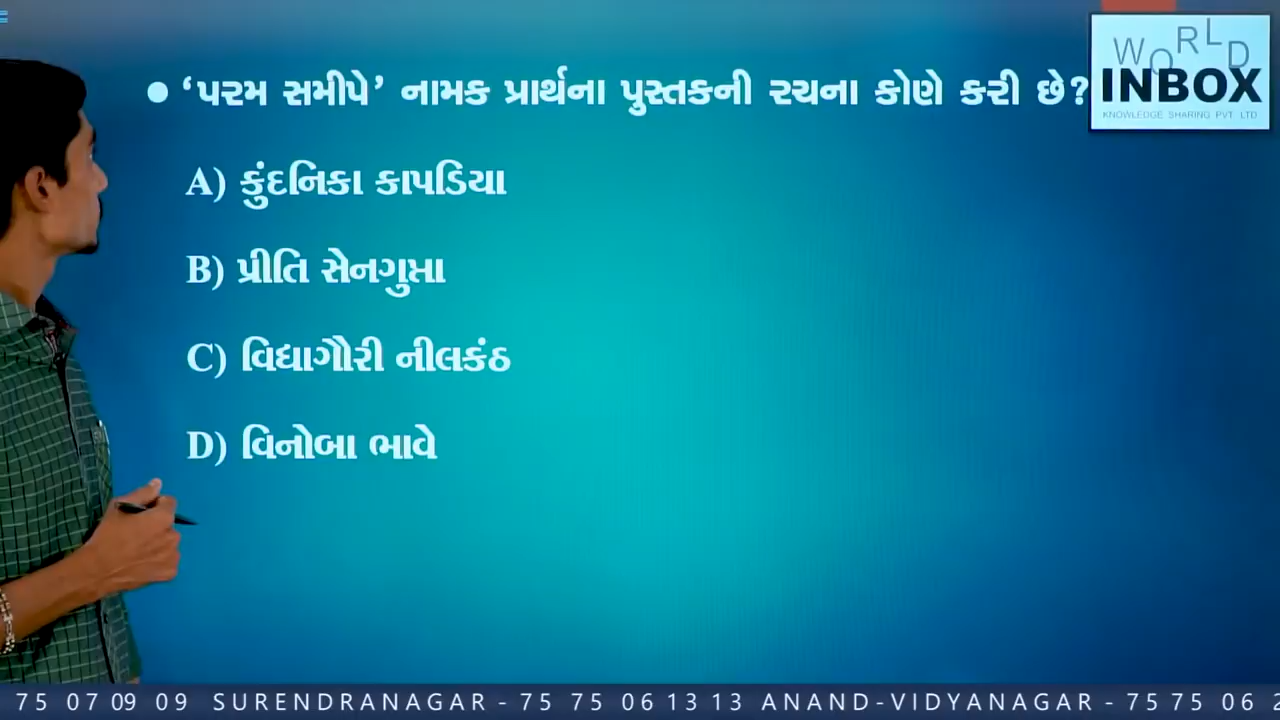 ● ‘પરમ સમીપે’ નામક પ્રાર્થના પુસ્તકની રચના કોણે કરી છે?
A) કુંદનિકા કાપડિયા
B) પ્રીતિ સેનગુપ્તા
C) વિદ્યાગૌરી નીલકંઠ
D) વિનોબા ભાવે
WORLD
INBOX
KNOWLEDGE SHARING PVT LTD
75 07 09 09 SURENDRANAGAR - 75 75 06 13 13 ANAND-VIDYANAGAR - 75 75 06